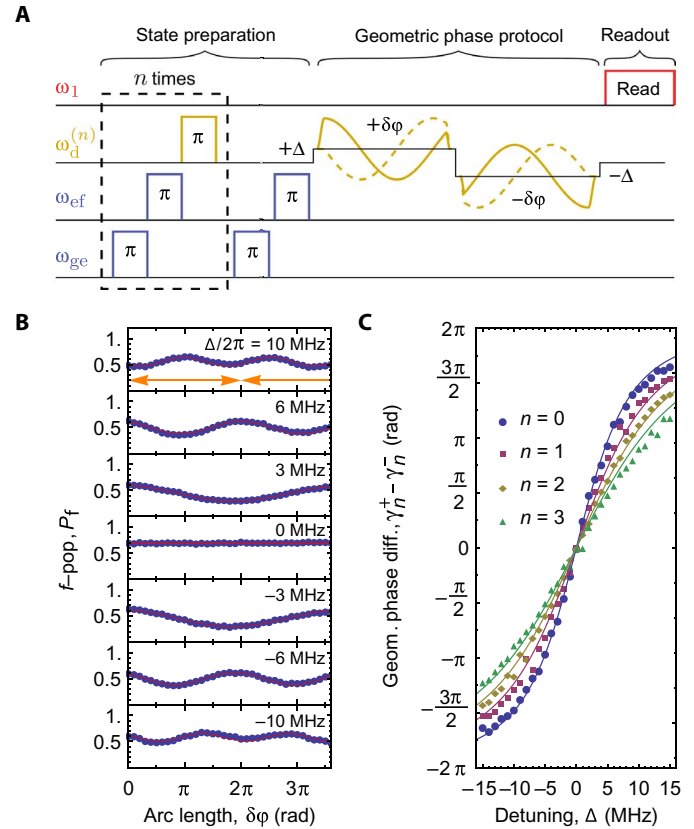 A
State preparation
Geometric phase protocol
Readout
n times
ω₁
Read
ω_d^(n)
π
+Δ
+δφ
−δφ
−Δ
ω_ef
π
π
ω_ge
π
π
B
C
1.
0.5
Δ/2π = 10 MHz
1.
0.5
6 MHz
1.
0.5
3 MHz
1.
0.5
0 MHz
1.
0.5
−3 MHz
1.
0.5
−6 MHz
1.
0.5
−10 MHz
f–pop, P_f
0
π
2π
3π
Arc length, δφ (rad)
Geom. phase diff., γ_n^+ − γ_n^− (rad)
2π
3π/2
π
π/2
0
−π/2
−π
−3π/2
−2π
n = 0
n = 1
n = 2
n = 3
−15 −10 −5 0 5 10 15
Detuning, Δ (MHz)